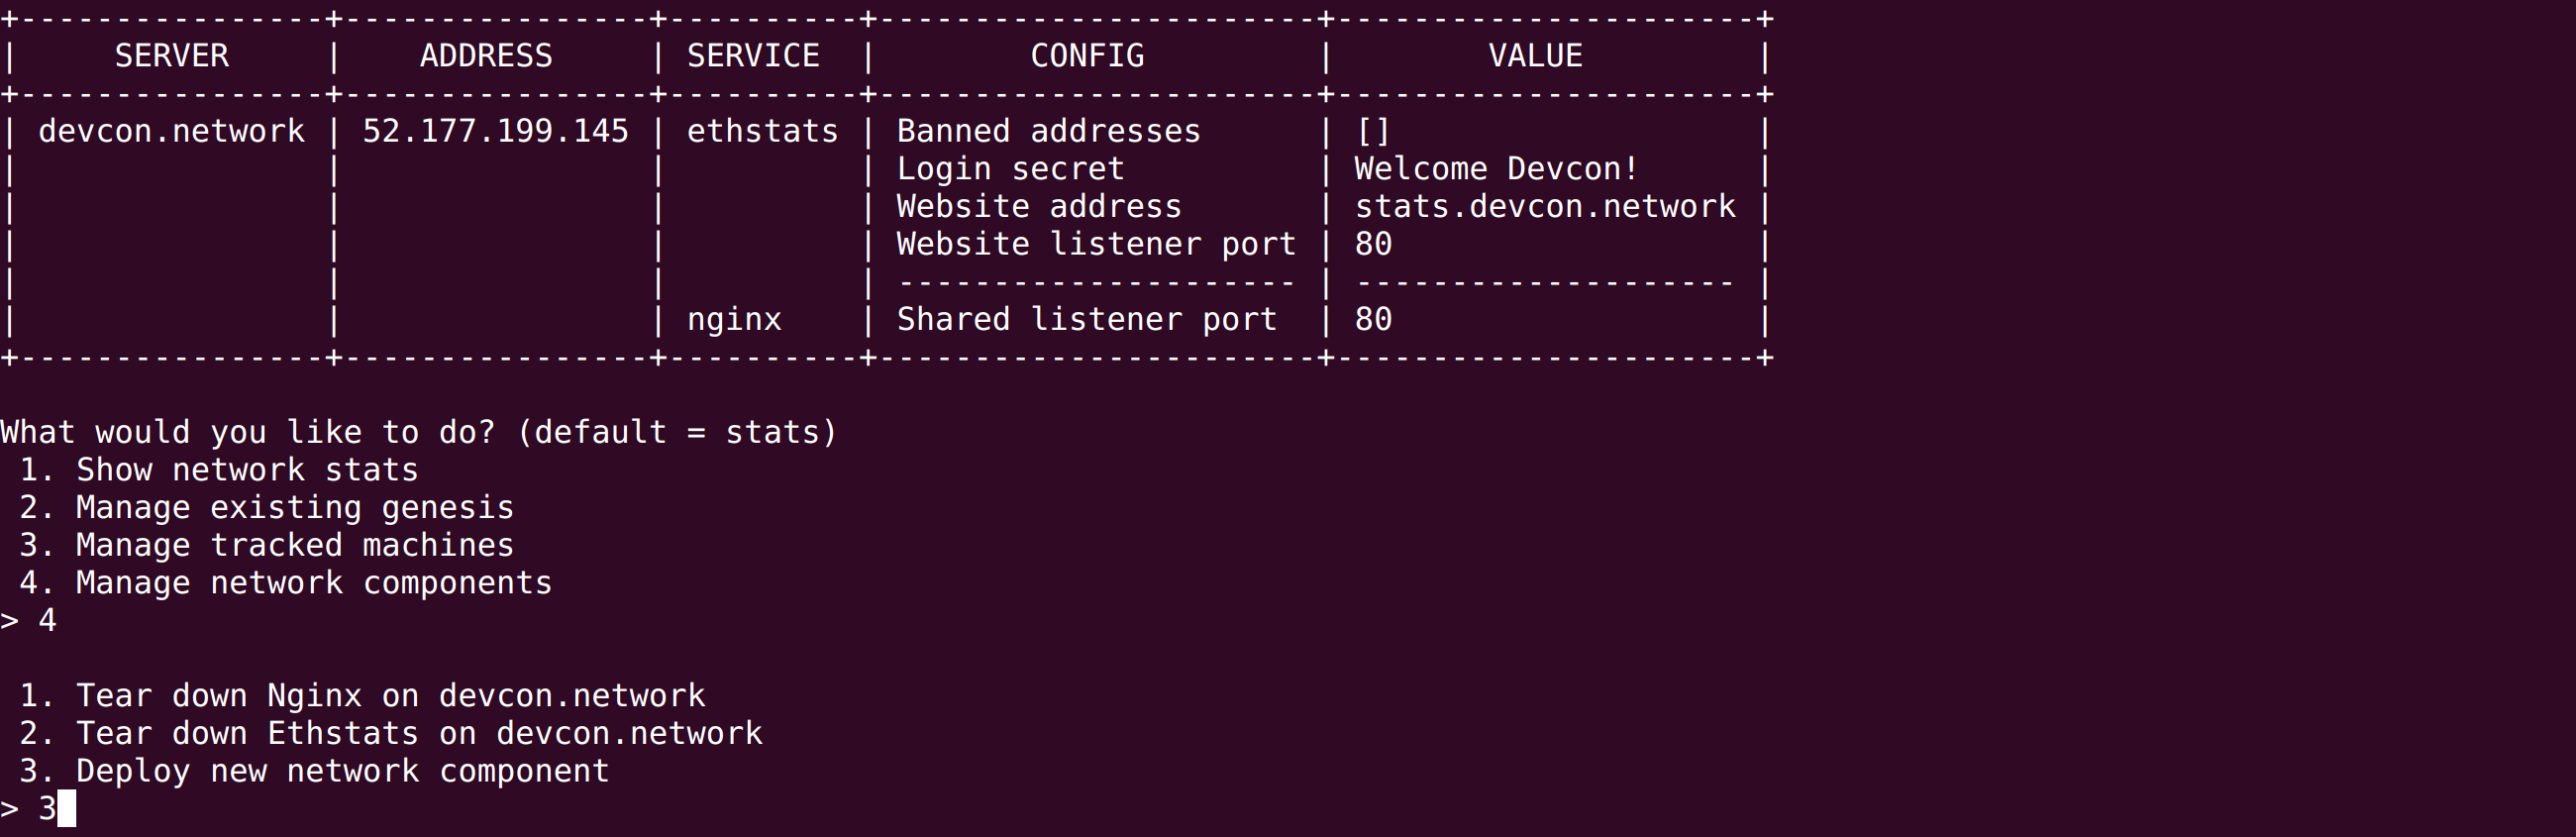 +----------------+----------------+----------+-----------------------+----------------------+
|     SERVER     |    ADDRESS     | SERVICE  |        CONFIG         |        VALUE         |
+----------------+----------------+----------+-----------------------+----------------------+
| devcon.network | 52.177.199.145 | ethstats | Banned addresses      | []                   |
|                |                |          | Login secret          | Welcome Devcon!      |
|                |                |          | Website address       | stats.devcon.network |
|                |                |          | Website listener port | 80                   |
|                |                |          | --------------------- | -------------------- |
|                |                | nginx    | Shared listener port  | 80                   |
+----------------+----------------+----------+-----------------------+----------------------+
What would you like to do? (default = stats)
 1. Show network stats
 2. Manage existing genesis
 3. Manage tracked machines
 4. Manage network components
> 4
 1. Tear down Nginx on devcon.network
 2. Tear down Ethstats on devcon.network
 3. Deploy new network component
> 3